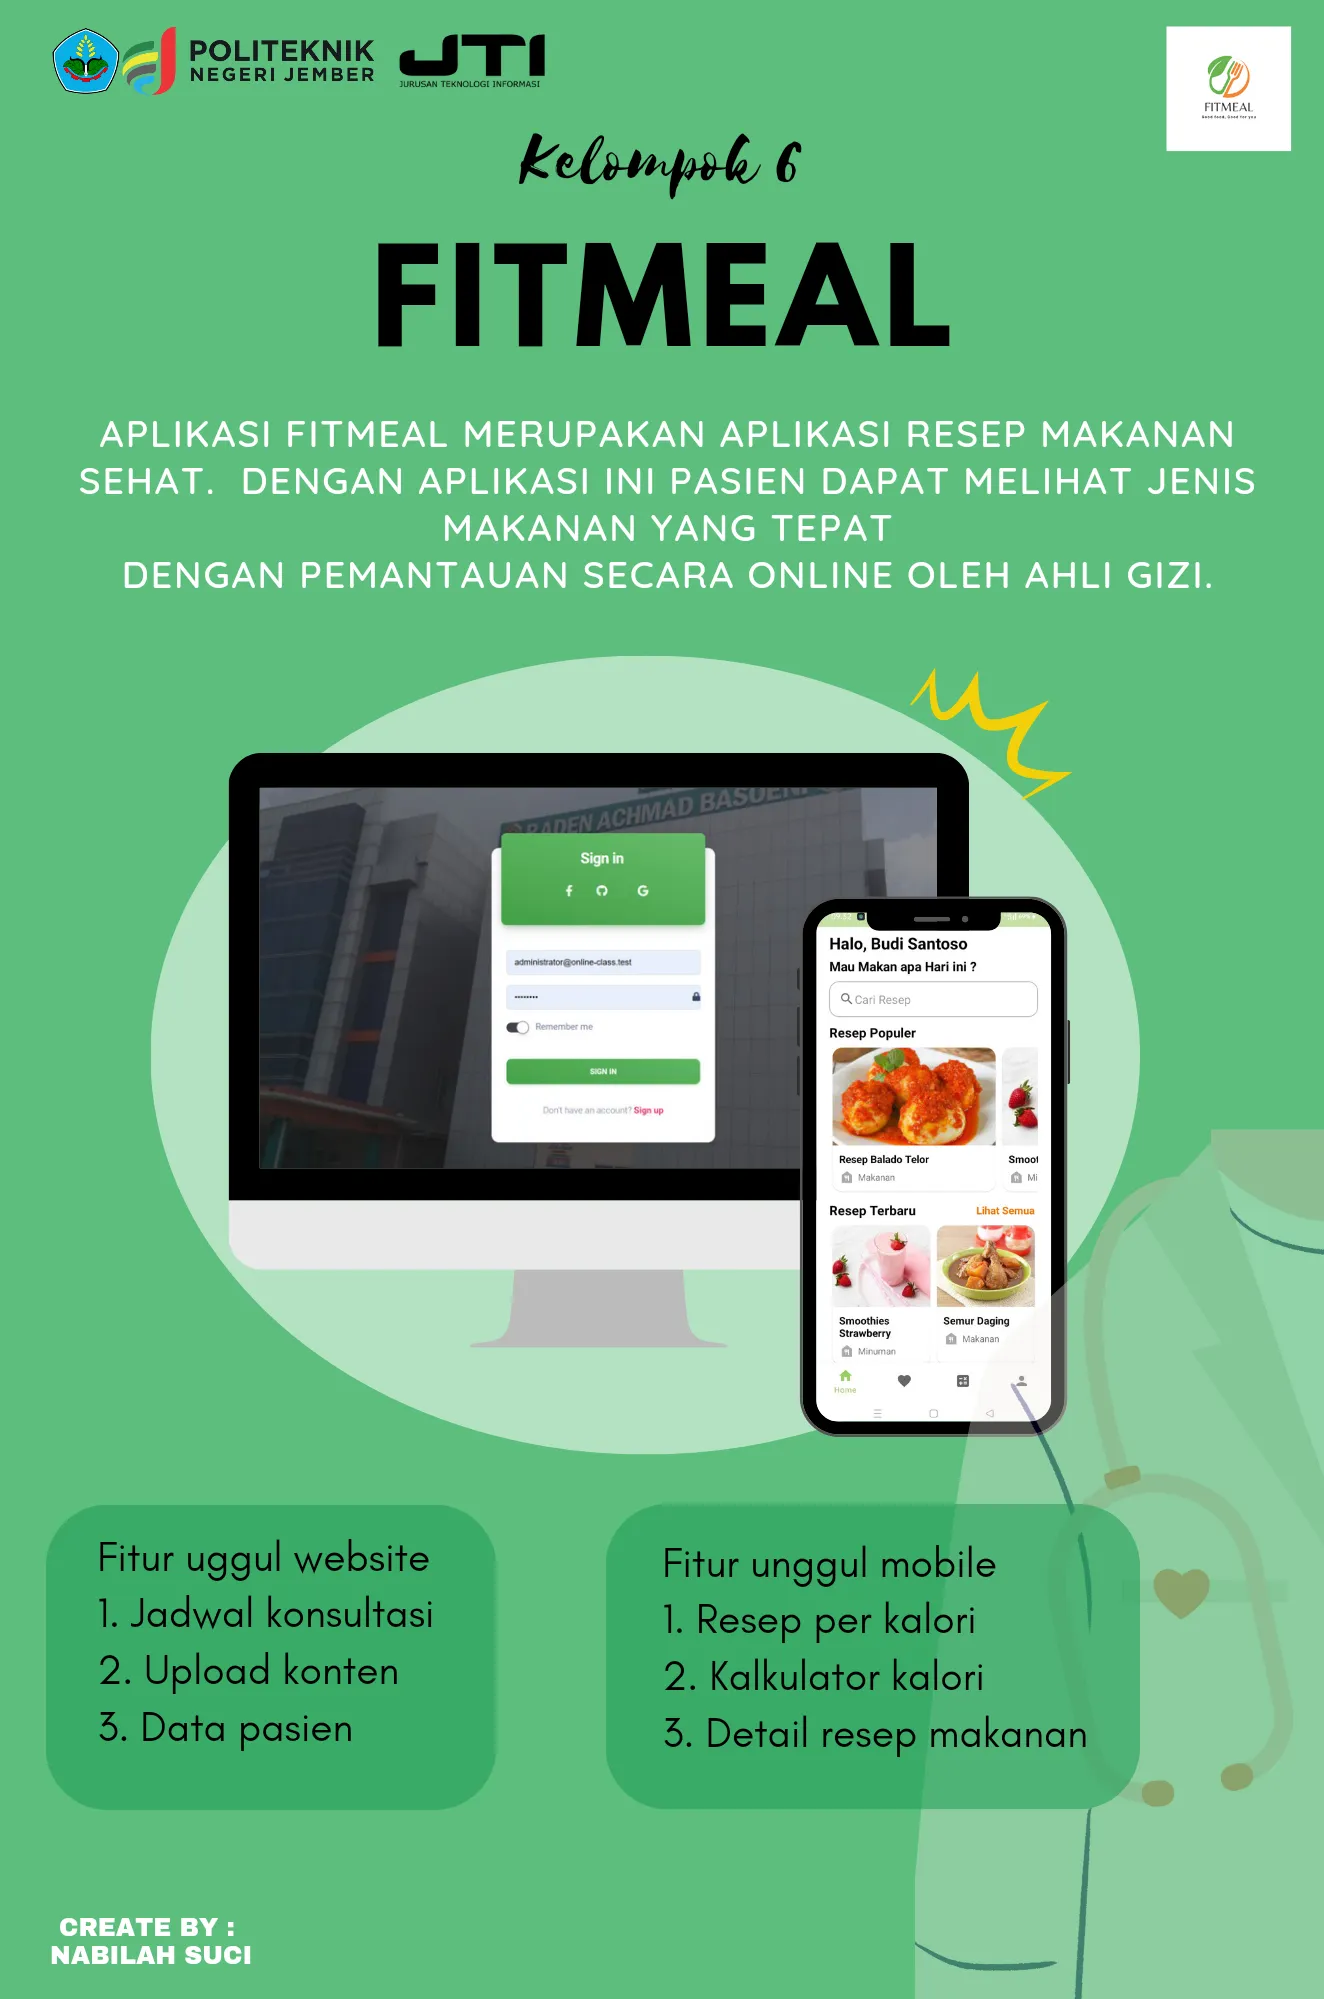 POLITEKNIK
NEGERI JEMBER
JTI
JURUSAN TEKNOLOGI INFORMASI
FITMEAL
Good food, Good for you
Kelompok 6
FITMEAL
APLIKASI FITMEAL MERUPAKAN APLIKASI RESEP MAKANAN
SEHAT. DENGAN APLIKASI INI PASIEN DAPAT MELIHAT JENIS
MAKANAN YANG TEPAT
DENGAN PEMANTAUAN SECARA ONLINE OLEH AHLI GIZI.
RADEN ACHMAD
Sign in
administrator@online-class.test
Remember me
SIGN IN
Don't have an account? Sign up
Halo, Budi Santoso
Mau Makan apa Hari ini ?
Cari Resep
Resep Populer
Resep Balado Telor
Smoot
Makanan
Mi
Resep Terbaru
Lihat Semua
Smoothies
Strawberry
Minuman
Semur Daging
Makanan
Home
Fitur uggul website
1. Jadwal konsultasi
2. Upload konten
3. Data pasien
Fitur unggul mobile
1. Resep per kalori
2. Kalkulator kalori
3. Detail resep makanan
CREATE BY :
NABILAH SUCI